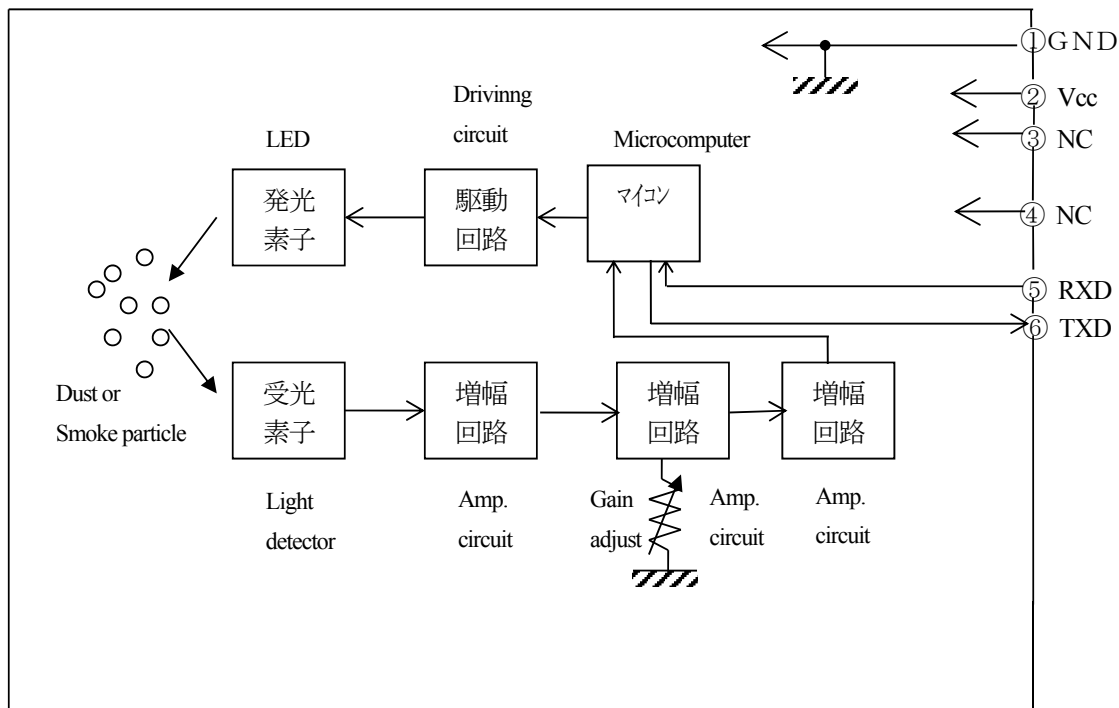 ①GND
② Vcc
③ NC
④ NC
⑤ RXD
⑥ TXD
LED
Drivinng
circuit
Microcomputer
発光
素子
駆動
回路
マイコン
Dust or
Smoke particle
受光
素子
増幅
回路
増幅
回路
増幅
回路
Light
detector
Amp.
circuit
Gain
adjust
Amp.
circuit
Amp.
circuit